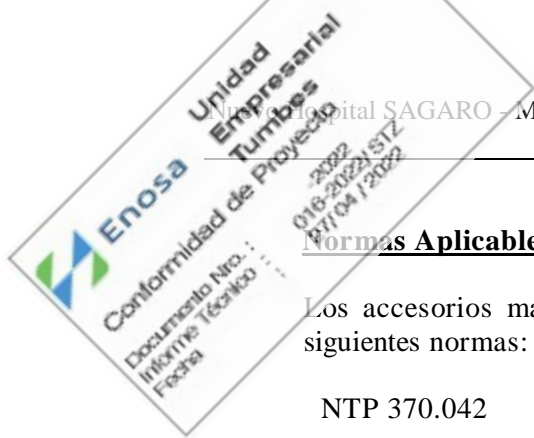 Nuevo Hospital SAGARO - M
Enosa
Unidad
Empresarial
Tumbes
Conformidad de Proyecto
Documento Nro. : -2022
Informe Técnico : 016-2022/ STZ
Fecha : 07/ 04 / 2022
Normas Aplicable
Los accesorios ma
siguientes normas:
NTP 370.042